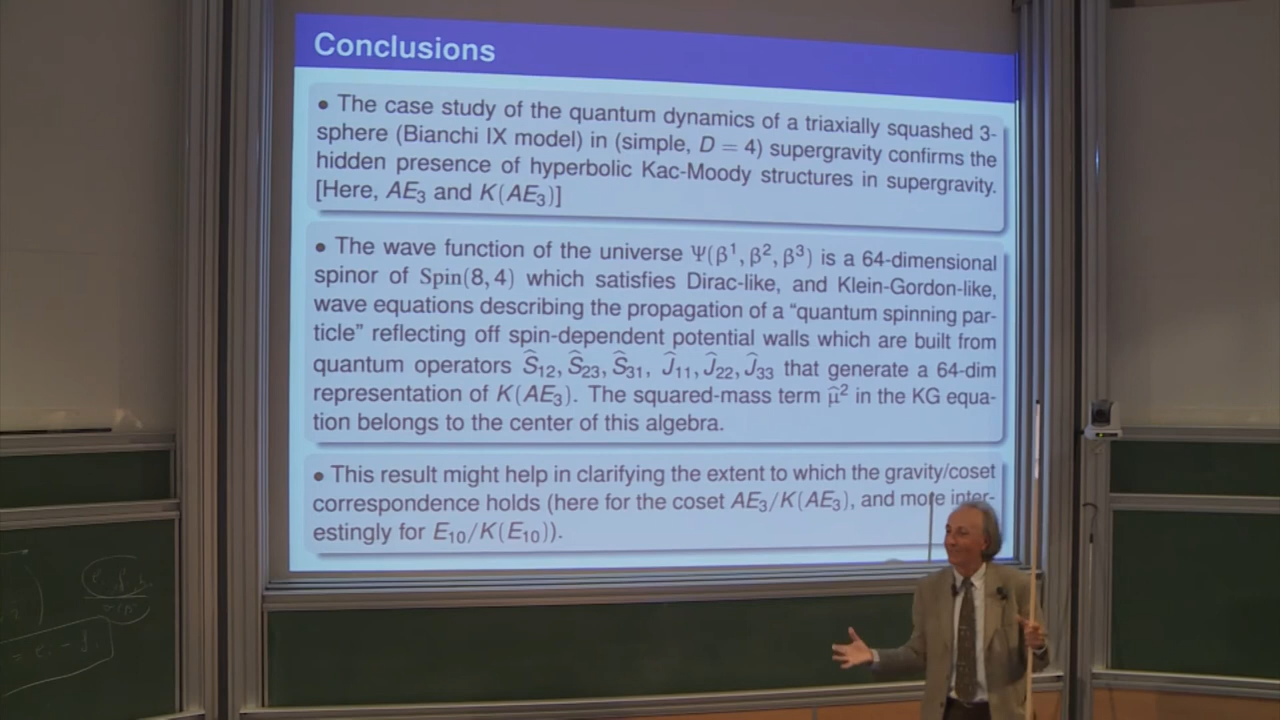 Conclusions
• The case study of the quantum dynamics of a triaxially squashed 3-
sphere (Bianchi IX model) in (simple, D = 4) supergravity confirms the
hidden presence of hyperbolic Kac-Moody structures in supergravity.
[Here, AE₃ and K(AE₃)]
• The wave function of the universe Ψ(β¹, β², β³) is a 64-dimensional
spinor of Spin(8, 4) which satisfies Dirac-like, and Klein-Gordon-like,
wave equations describing the propagation of a “quantum spinning par-
ticle” reflecting off spin-dependent potential walls which are built from
quantum operators Ŝ₁₂, Ŝ₂₃, Ŝ₃₁, Ĵ₁₁, Ĵ₂₂, Ĵ₃₃ that generate a 64-dim
representation of K(AE₃). The squared-mass term μ̂² in the KG equa-
tion belongs to the center of this algebra.
• This result might help in clarifying the extent to which the gravity/coset
correspondence holds (here for the coset AE₃/K(AE₃), and more inter-
estingly for E₁₀/K(E₁₀)).